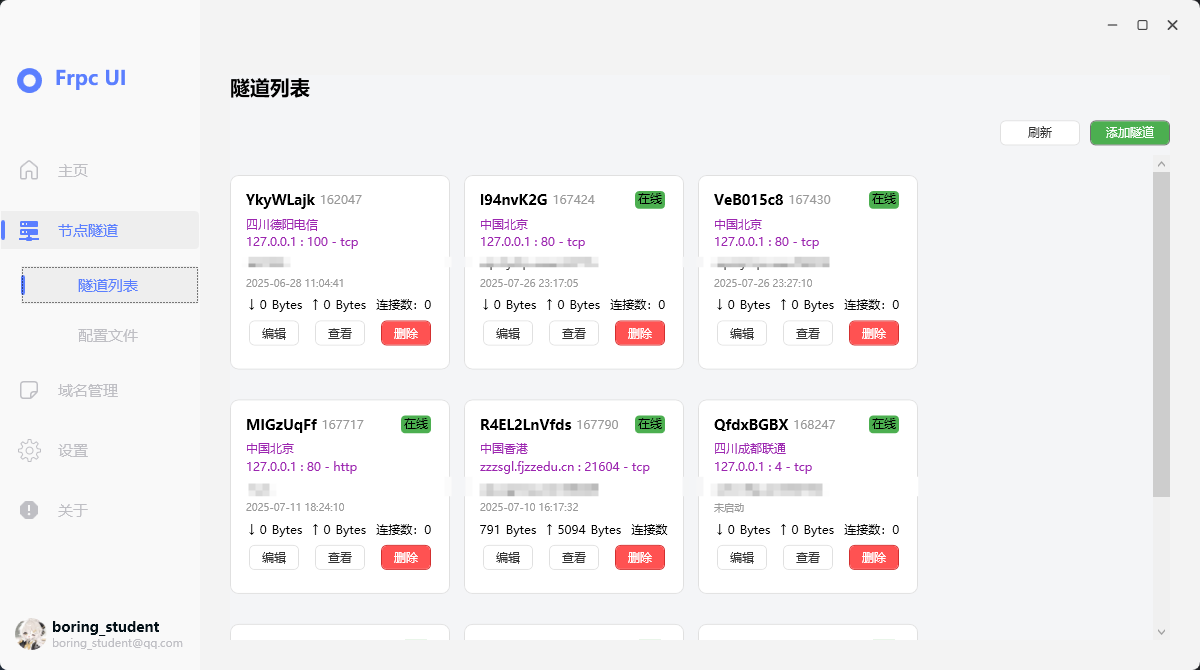 Frpc UI
主页
节点隧道
隧道列表
配置文件
域名管理
设置
关于
boring_student
boring_student@qq.com
隧道列表
刷新
添加隧道
YkyWLajk 162047
四川德阳电信
127.0.0.1 : 100 - tcp
2025-06-28 11:04:41
↓0 Bytes ↑0 Bytes 连接数：0
编辑 查看 删除
I94nvK2G 167424 在线
中国北京
127.0.0.1 : 80 - tcp
2025-07-26 23:17:05
↓0 Bytes ↑0 Bytes 连接数：0
编辑 查看 删除
VeB015c8 167430 在线
中国北京
127.0.0.1 : 80 - tcp
2025-07-26 23:27:10
↓0 Bytes ↑0 Bytes 连接数：0
编辑 查看 删除
MIGzUqFf 167717 在线
中国北京
127.0.0.1 : 80 - http
2025-07-11 18:24:10
↓0 Bytes ↑0 Bytes 连接数：0
编辑 查看 删除
R4EL2LnVfds 167790 在线
中国香港
zzzsgl.fjzzedu.cn : 21604 - tcp
2025-07-10 16:17:32
791 Bytes ↑5094 Bytes 连接数
编辑 查看 删除
QfdxBGBX 168247 在线
四川成都联通
127.0.0.1 : 4 - tcp
未启动
↓0 Bytes ↑0 Bytes 连接数：0
编辑 查看 删除